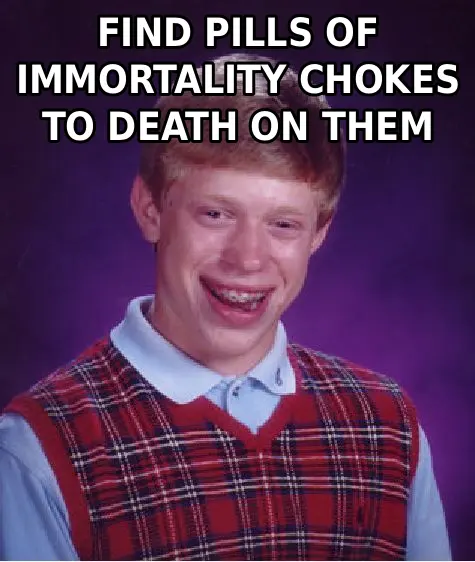 FIND PILLS OF
IMMORTALITY CHOKES
TO DEATH ON THEM